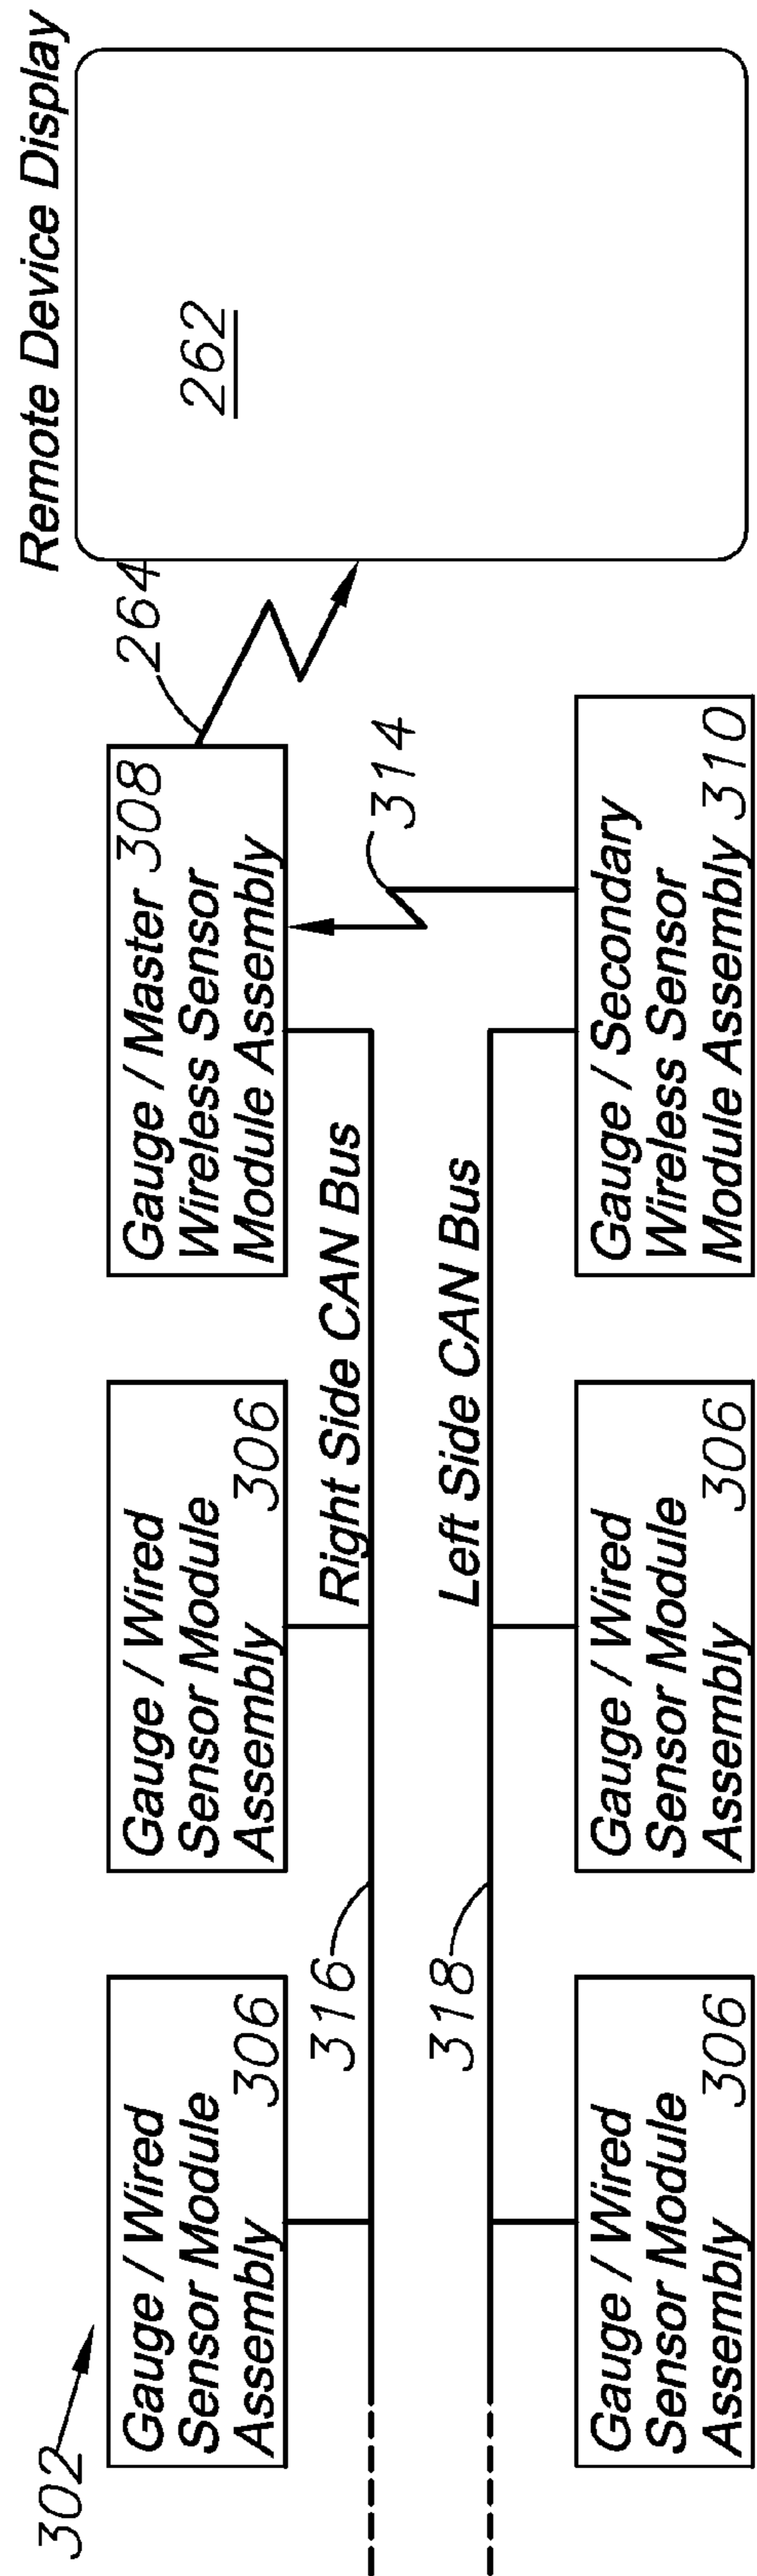 302
Gauge / Wired
Sensor Module
Assembly 306
Gauge / Wired
Sensor Module
Assembly 306
Gauge / Master 308
Wireless Sensor
Module Assembly
264
Remote Device Display
262
316
Right Side CAN Bus
314
318
Left Side CAN Bus
Gauge / Wired
Sensor Module
Assembly 306
Gauge / Wired
Sensor Module
Assembly 306
Gauge / Secondary
Wireless Sensor
Module Assembly 310